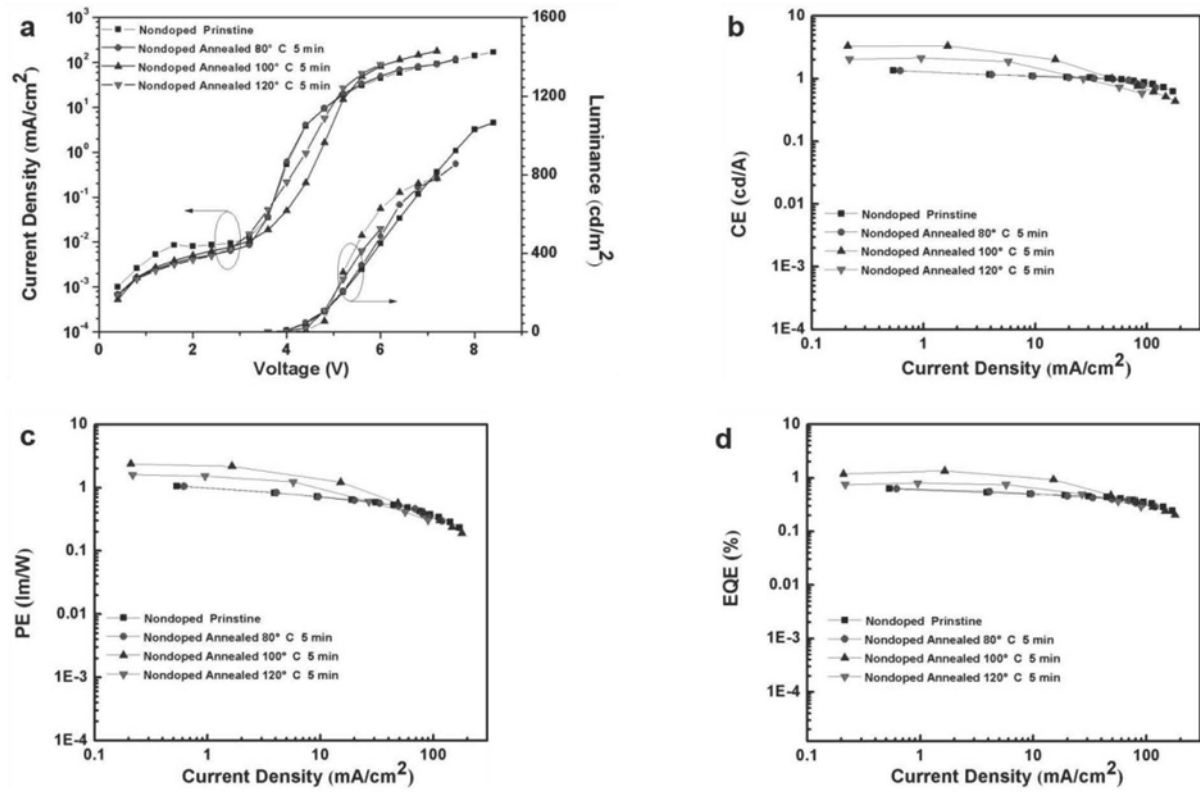 a
Nondoped Prinstine
Nondoped Annealed 80° C 5 min
Nondoped Annealed 100° C 5 min
Nondoped Annealed 120° C 5 min
Current Density (mA/cm²)
10³
10²
10¹
10⁰
10⁻¹
10⁻²
10⁻³
10⁻⁴
0 2 4 6 8
Voltage (V)
1600
1200
800
400
0
Luminance (cd/m²)
b
CE (cd/A)
10
1
0.1
0.01
1E-3
1E-4
Nondoped Prinstine
Nondoped Annealed 80° C 5 min
Nondoped Annealed 100° C 5 min
Nondoped Annealed 120° C 5 min
0.1 1 10 100
Current Density (mA/cm²)
c
PE (lm/W)
10
1
0.1
0.01
1E-3
1E-4
Nondoped Prinstine
Nondoped Annealed 80° C 5 min
Nondoped Annealed 100° C 5 min
Nondoped Annealed 120° C 5 min
0.1 1 10 100
Current Density (mA/cm²)
d
EQE (%)
10
1
0.1
0.01
1E-3
1E-4
Nondoped Prinstine
Nondoped Annealed 80° C 5 min
Nondoped Annealed 100° C 5 min
Nondoped Annealed 120° C 5 min
0.1 1 10 100
Current Density (mA/cm²)